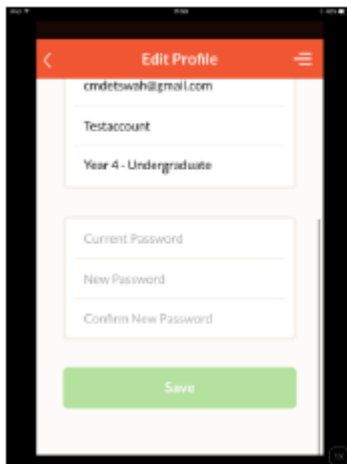 Edit Profile
cmdetswah@gmail.com
Testaccount
Year 4 - Undergraduate
Current Password
New Password
Confirm New Password
Save